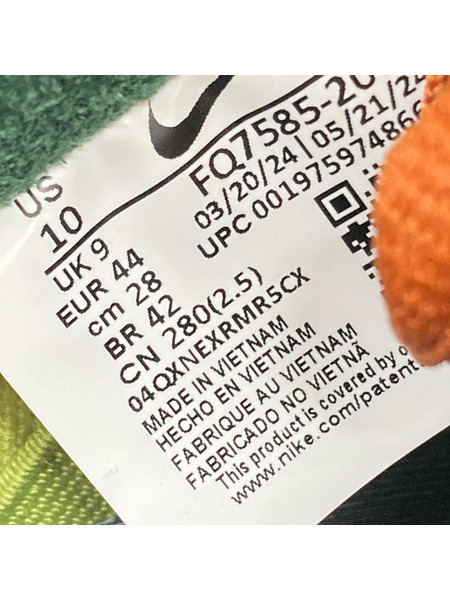 US
10
UK 9
EUR 44
cm 28
BR 42
CN 280(2.5)
04QXNEXRMR5CX
MADE IN VIETNAM
HECHO EN VIETNAM
FABRIQUE AU VIETNAM
FABRICADO NO VIETNÃ
This product is covered by
www.nike.com/patent
FQ7585-20
03/20/24 | 05/21/24
UPC 00197597486